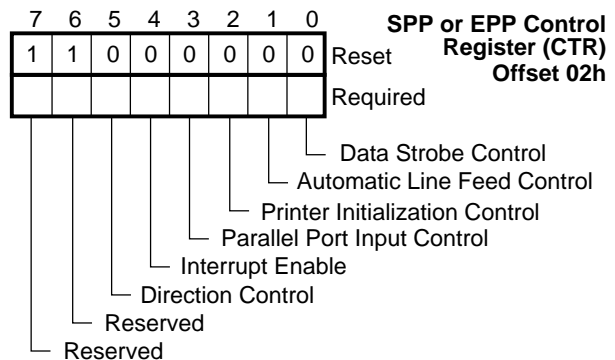 7 6 5 4 3 2 1 0
SPP or EPP Control
Register (CTR)
Offset 02h
1 1 0 0 0 0 0 0 Reset
Required
Data Strobe Control
Automatic Line Feed Control
Printer Initialization Control
Parallel Port Input Control
Interrupt Enable
Direction Control
Reserved
Reserved